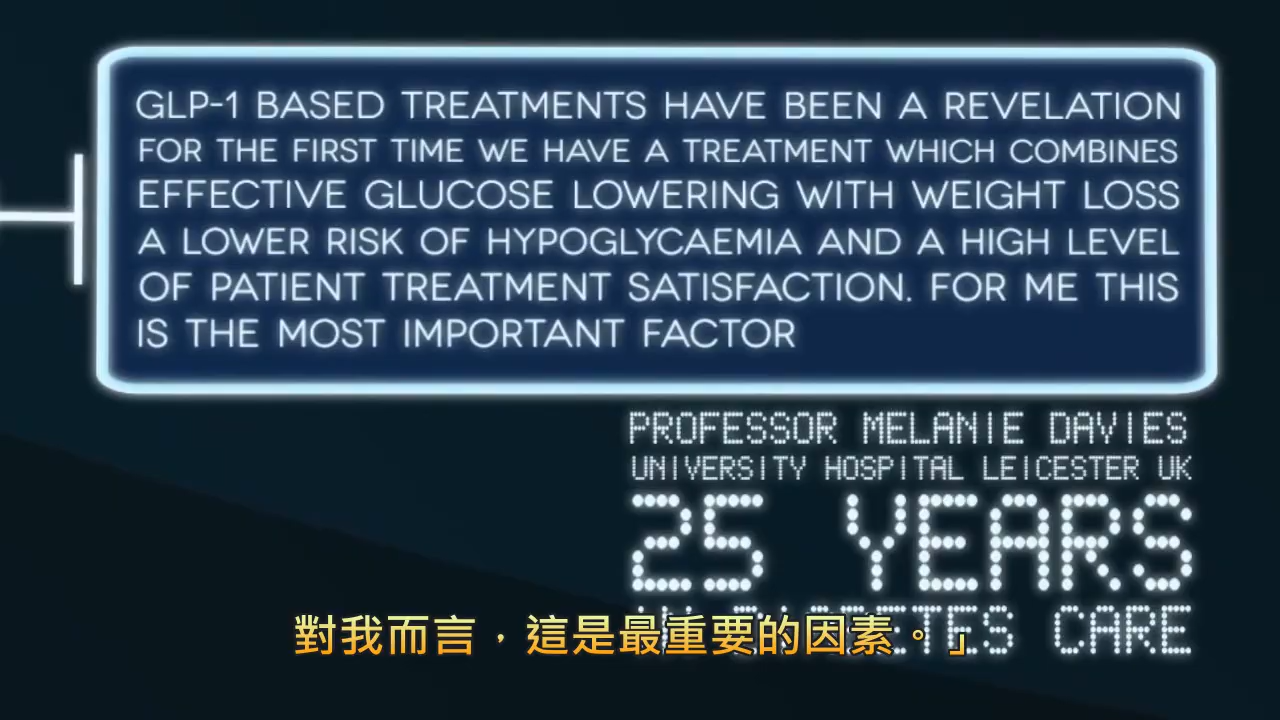 GLP-1 BASED TREATMENTS HAVE BEEN A REVELATION
FOR THE FIRST TIME WE HAVE A TREATMENT WHICH COMBINES
EFFECTIVE GLUCOSE LOWERING WITH WEIGHT LOSS
A LOWER RISK OF HYPOGLYCAEMIA AND A HIGH LEVEL
OF PATIENT TREATMENT SATISFACTION. FOR ME THIS
IS THE MOST IMPORTANT FACTOR
PROFESSOR MELANIE DAVIES
UNIVERSITY HOSPITAL LEICESTER UK
25 YEARS
IN DIABETES CARE
對我而言，這是最重要的因素。」